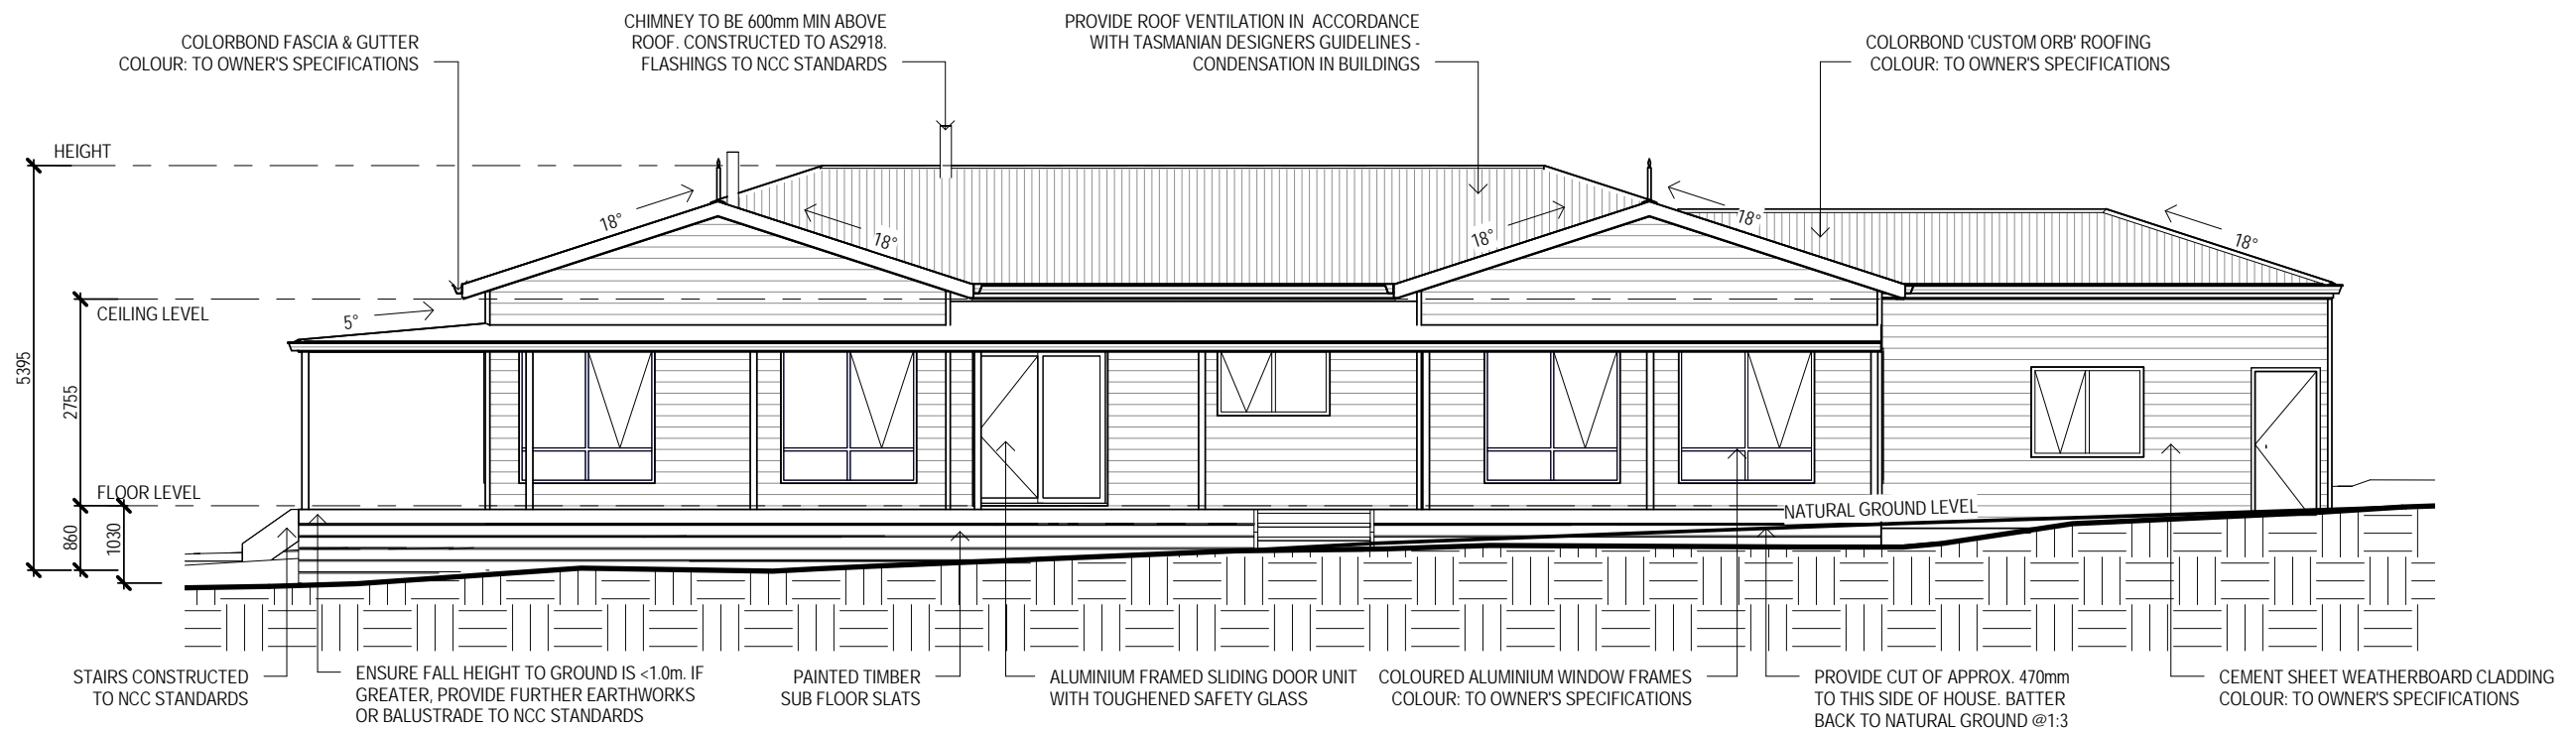 COLORBOND FASCIA & GUTTER
COLOUR: TO OWNER'S SPECIFICATIONS
CHIMNEY TO BE 600mm MIN ABOVE
ROOF. CONSTRUCTED TO AS2918.
FLASHINGS TO NCC STANDARDS
PROVIDE ROOF VENTILATION IN ACCORDANCE
WITH TASMANIAN DESIGNERS GUIDELINES -
CONDENSATION IN BUILDINGS
COLORBOND 'CUSTOM ORB' ROOFING
COLOUR: TO OWNER'S SPECIFICATIONS
HEIGHT
18°
18°
18°
18°
18°
CEILING LEVEL
5°
5395
2755
FLOOR LEVEL
860
1030
NATURAL GROUND LEVEL
STAIRS CONSTRUCTED
TO NCC STANDARDS
ENSURE FALL HEIGHT TO GROUND IS <1.0m. IF
GREATER, PROVIDE FURTHER EARTHWORKS
OR BALUSTRADE TO NCC STANDARDS
PAINTED TIMBER
SUB FLOOR SLATS
ALUMINIUM FRAMED SLIDING DOOR UNIT
WITH TOUGHENED SAFETY GLASS
COLOURED ALUMINIUM WINDOW FRAMES
COLOUR: TO OWNER'S SPECIFICATIONS
PROVIDE CUT OF APPROX. 470mm
TO THIS SIDE OF HOUSE. BATTER
BACK TO NATURAL GROUND @1:3
CEMENT SHEET WEATHERBOARD CLADDING
COLOUR: TO OWNER'S SPECIFICATIONS